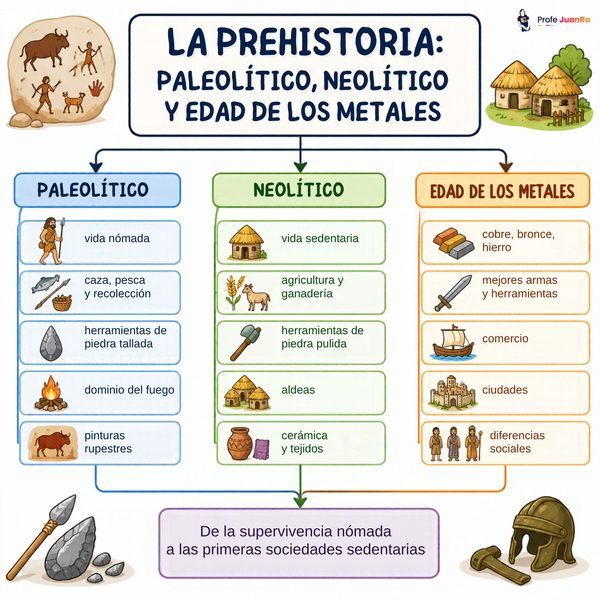 Profe JuanRa
LA PREHISTORIA:
PALEOLÍTICO, NEOLÍTICO
Y EDAD DE LOS METALES
PALEOLÍTICO
vida nómada
caza, pesca
y recolección
herramientas de
piedra tallada
dominio del fuego
pinturas
rupestres
NEOLÍTICO
vida sedentaria
agricultura y
ganadería
herramientas de
piedra pulida
aldeas
cerámica
y tejidos
EDAD DE LOS METALES
cobre, bronce,
hierro
mejores armas
y herramientas
comercio
ciudades
diferencias
sociales
De la supervivencia nómada
a las primeras sociedades sedentarias